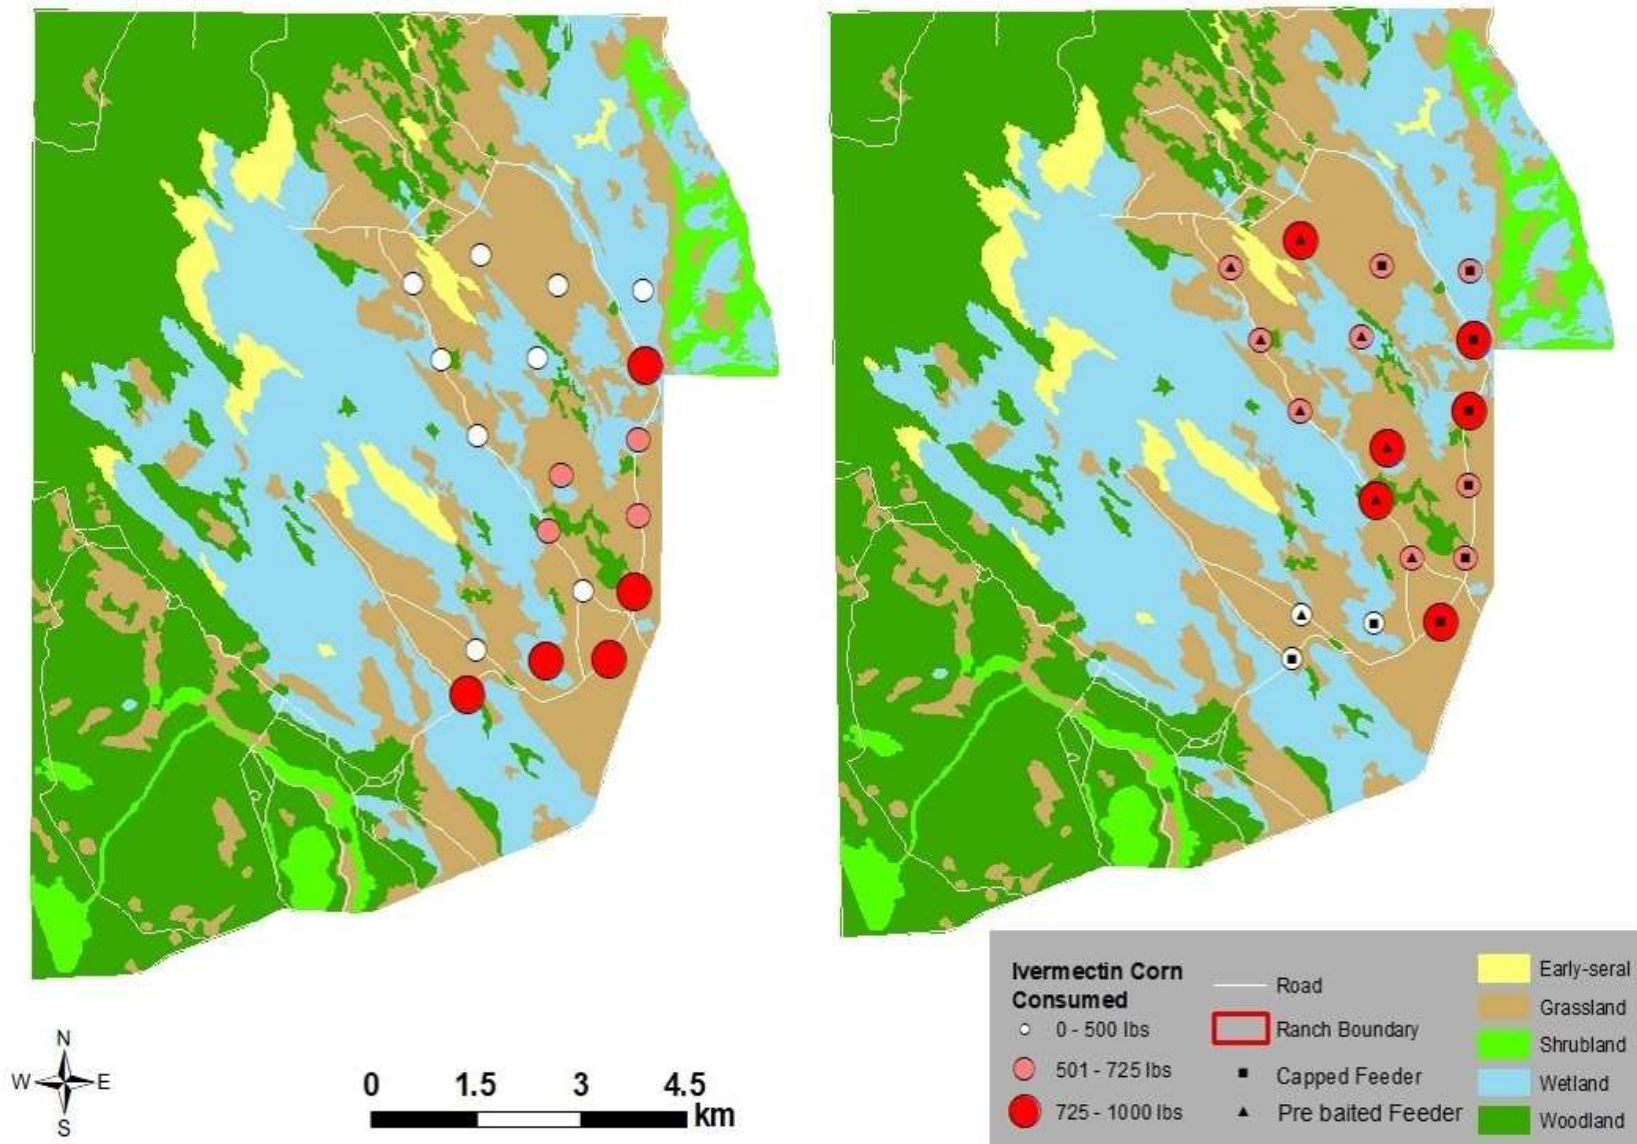 N
W E
S
0 1.5 3 4.5
km
Ivermectin Corn
Consumed
0 - 500 lbs
501 - 725 lbs
725 - 1000 lbs
Road
Ranch Boundary
Capped Feeder
Pre baited Feeder
Early-seral
Grassland
Shrubland
Wetland
Woodland